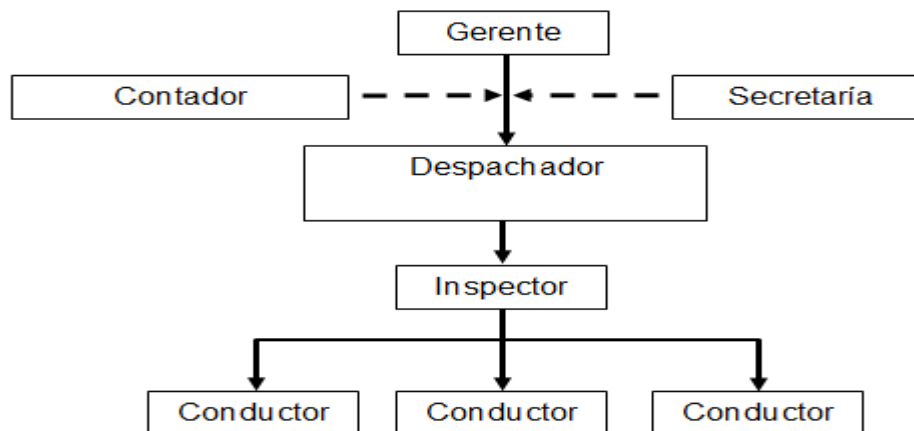 Gerente
Contador
Secretaría
Despachador
Inspector
Conductor
Conductor
Conductor